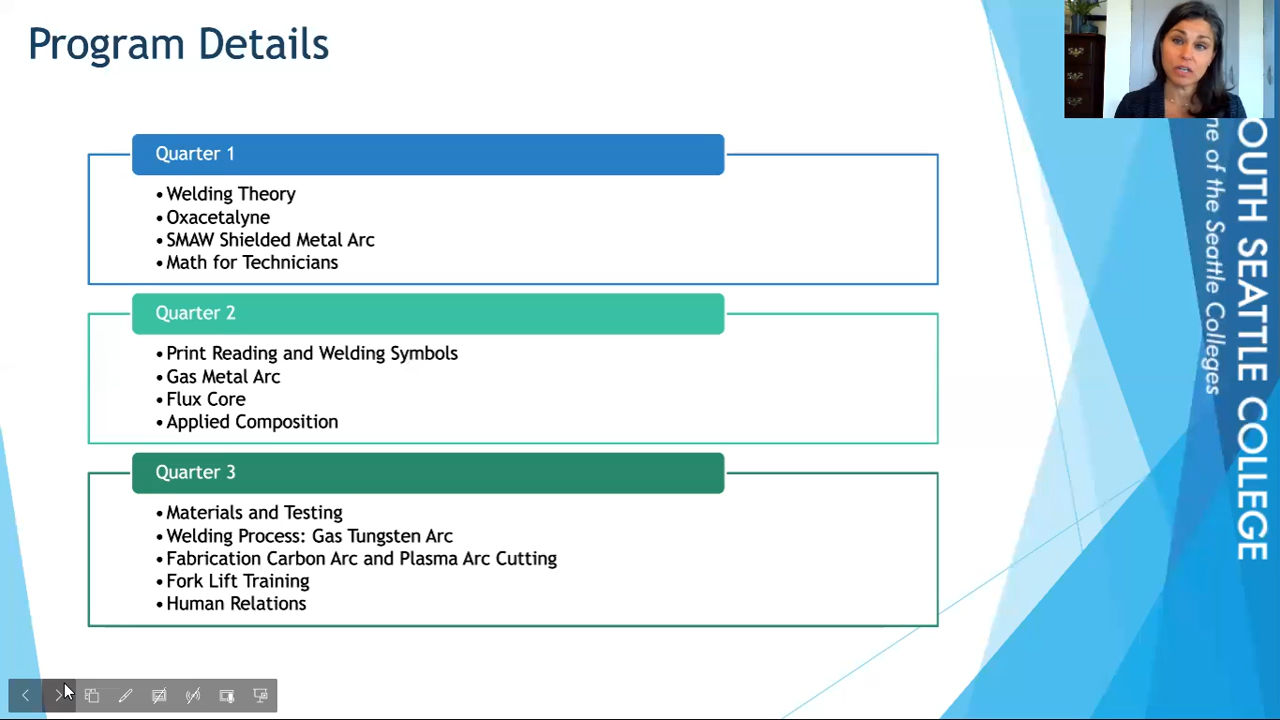 Program Details
Quarter 1
•Welding Theory
•Oxacetalyne
•SMAW Shielded Metal Arc
•Math for Technicians
Quarter 2
•Print Reading and Welding Symbols
•Gas Metal Arc
•Flux Core
•Applied Composition
Quarter 3
•Materials and Testing
•Welding Process: Gas Tungsten Arc
•Fabrication Carbon Arc and Plasma Arc Cutting
•Fork Lift Training
•Human Relations
OUTH SEATTLE COLLEGE
ne of the Seattle Colleges